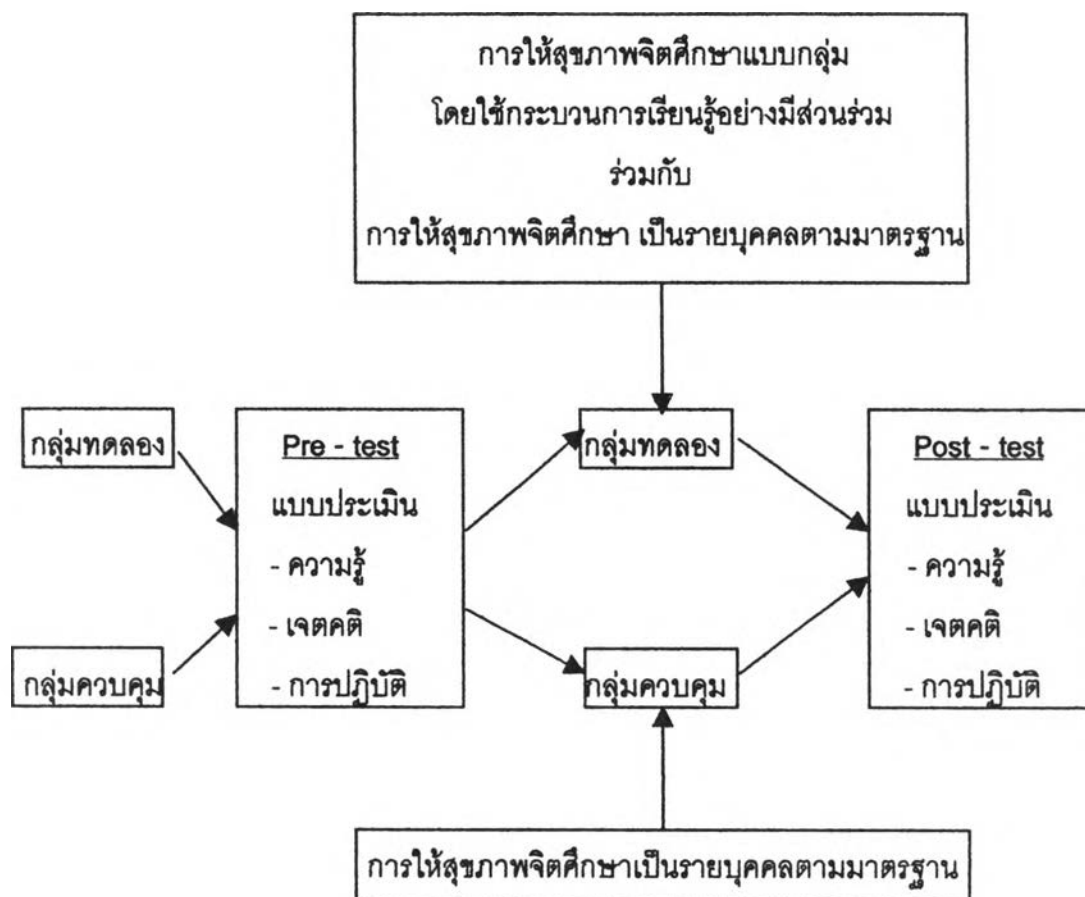 การให้สุขภาพจิตศึกษาแบบกลุ่ม
โดยใช้กระบวนการเรียนรู้อย่างมีส่วนร่วม
ร่วมกับ
การให้สุขภาพจิตศึกษา เป็นรายบุคคลตามมาตรฐาน
กลุ่มทดลอง
กลุ่มควบคุม
Pre - test
แบบประเมิน
- ความรู้
- เจตคติ
- การปฎิบัติ
กลุ่มทดลอง
กลุ่มควบคุม
Post - test
แบบประเมิน
- ความรู้
- เจตคติ
- การปฎิบัติ
การให้สุขภาพจิตศึกษาเป็นรายบุคคลตามมาตรฐาน